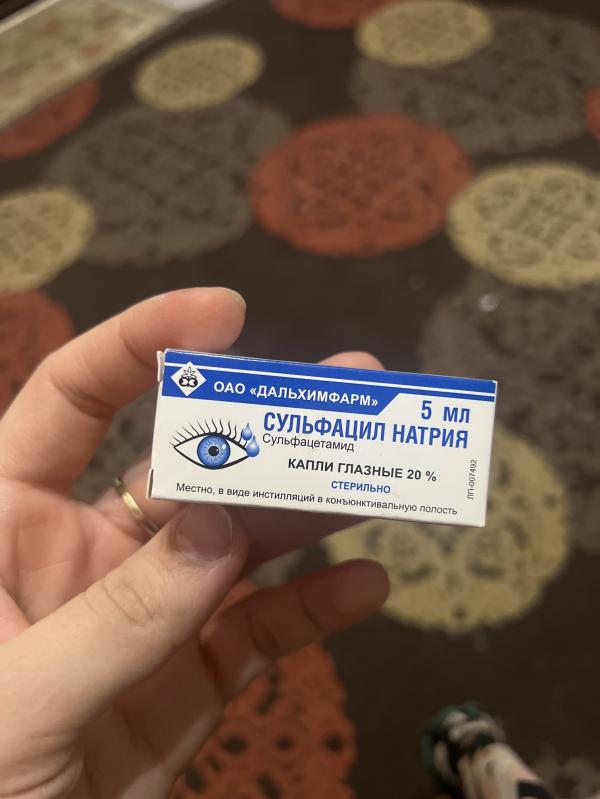 ОАО «ДАЛЬХИМФАРМ»
5 мл
СУЛЬФАЦИЛ НАТРИЯ
Сульфацетамид
КАПЛИ ГЛАЗНЫЕ 20 %
СТЕРИЛЬНО
Местно, в виде инстилляций в конъюнктивальную полость
ЛП-007492